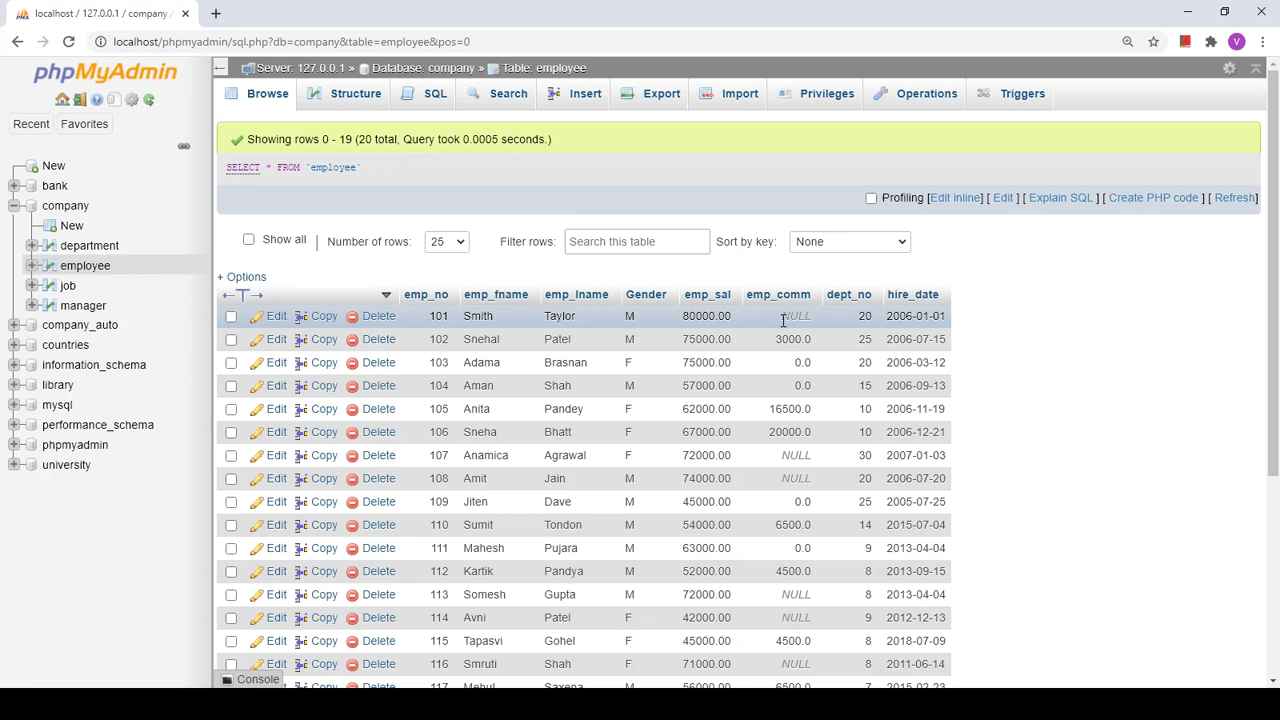 localhost / 127.0.0.1 / company /
localhost/phpmyadmin/sql.php?db=company&table=employee&pos=0
V
phpMyAdmin
Recent Favorites
New
bank
company
New
department
employee
job
manager
company_auto
countries
information_schema
library
mysql
performance_schema
phpmyadmin
university
Server: 127.0.0.1 » Database: company » Table: employee
Browse Structure SQL Search Insert Export Import Privileges Operations Triggers
Showing rows 0 - 19 (20 total, Query took 0.0005 seconds.)
SELECT * FROM `employee`
Profiling [Edit inline] [ Edit ] [ Explain SQL ] [ Create PHP code ] [ Refresh]
Show all | Number of rows: 25 Filter rows: Search this table Sort by key: None
+ Options
←T→ emp_no emp_fname emp_lname Gender emp_sal emp_comm dept_no hire_date
Edit Copy Delete 101 Smith Taylor M 80000.00 NULL 20 2006-01-01
Edit Copy Delete 102 Snehal Patel M 75000.00 3000.0 25 2006-07-15
Edit Copy Delete 103 Adama Brasnan F 75000.00 0.0 20 2006-03-12
Edit Copy Delete 104 Aman Shah M 57000.00 0.0 15 2006-09-13
Edit Copy Delete 105 Anita Pandey F 62000.00 16500.0 10 2006-11-19
Edit Copy Delete 106 Sneha Bhatt F 67000.00 20000.0 10 2006-12-21
Edit Copy Delete 107 Anamica Agrawal F 72000.00 NULL 30 2007-01-03
Edit Copy Delete 108 Amit Jain M 74000.00 NULL 20 2006-07-20
Edit Copy Delete 109 Jiten Dave M 45000.00 0.0 25 2005-07-25
Edit Copy Delete 110 Sumit Tondon M 54000.00 6500.0 14 2015-07-04
Edit Copy Delete 111 Mahesh Pujara M 63000.00 0.0 9 2013-04-04
Edit Copy Delete 112 Kartik Pandya M 52000.00 4500.0 8 2013-09-15
Edit Copy Delete 113 Somesh Gupta M 72000.00 NULL 8 2013-04-04
Edit Copy Delete 114 Avni Patel F 42000.00 NULL 9 2012-12-13
Edit Copy Delete 115 Tapasvi Gohel F 45000.00 4500.0 8 2018-07-09
Edit Copy Delete 116 Smruti Shah F 71000.00 NULL 8 2011-06-14
Console 117 Mehul Saxena M 56000.00 6500.0 7 2015-02-23